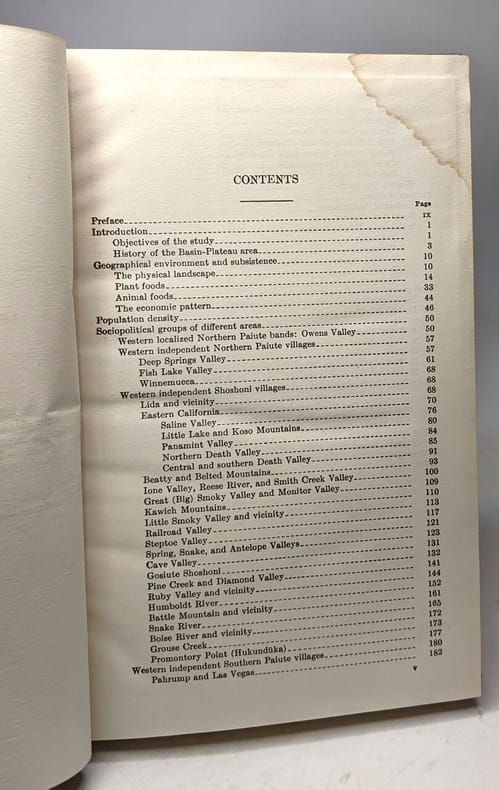 CONTENTS
Page
Preface IX
Introduction 1
Objectives of the study 1
History of the Basin-Plateau area 3
Geographical environment and subsistence 10
The physical landscape 10
Plant foods 14
Animal foods 33
The economic pattern 44
Population density 46
Sociopolitical groups of different areas 50
Western localized Northern Paiute bands: Owens Valley 50
Western independent Northern Paiute villages 57
Deep Springs Valley 57
Fish Lake Valley 61
Winnemucca 68
Western independent Shoshoni villages 68
Lida and vicinity 68
Eastern California 70
Saline Valley 76
Little Lake and Koso Mountains 80
Panamint Valley 84
Northern Death Valley 85
Central and southern Death Valley 91
Beatty and Belted Mountains 93
Ione Valley, Reese River, and Smith Creek Valley 100
Great (Big) Smoky Valley and Monitor Valley 109
Kawich Mountains 110
Little Smoky Valley and vicinity 113
Railroad Valley 117
Steptoe Valley 121
Spring, Snake, and Antelope Valleys 123
Cave Valley 131
Gosiute Shoshoni 132
Pine Creek and Diamond Valley 141
Ruby Valley and vicinity 144
Humboldt River 152
Battle Mountain and vicinity 161
Snake River 165
Boise River and vicinity 172
Grouse Creek 173
Promontory Point (Hukundüka) 177
Western independent Southern Paiute villages 180
Pahrump and Las Vegas 182
V